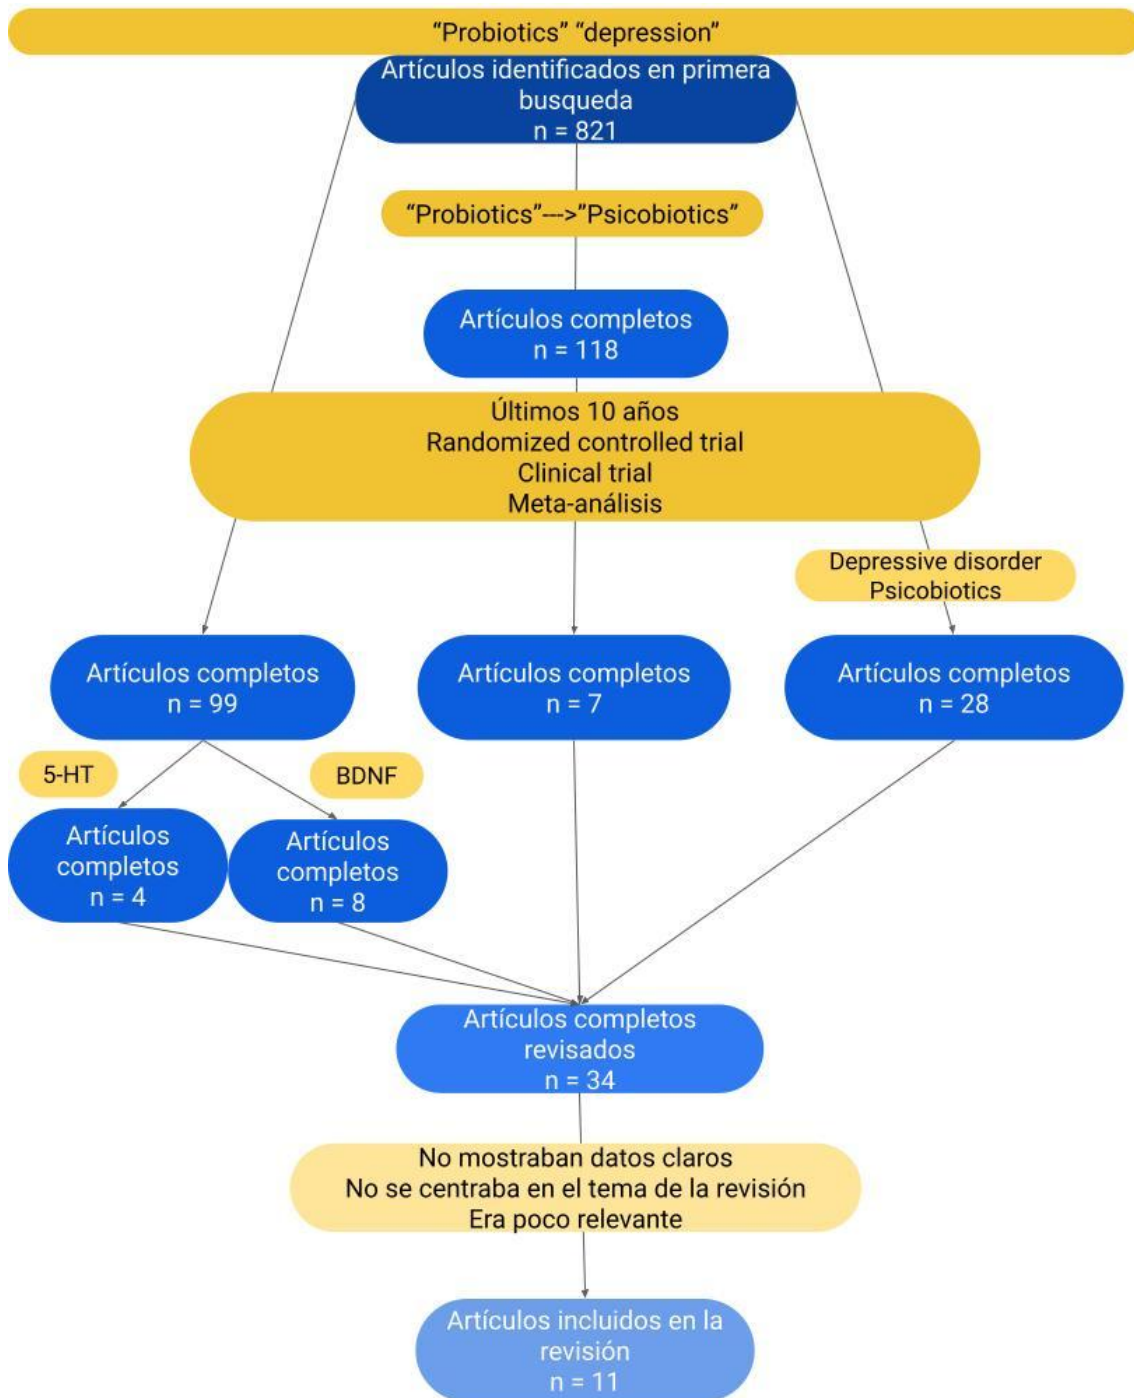 “Probiotics” “depression”
Artículos identificados en primera
busqueda
n = 821
“Probiotics”--->”Psicobiotics”
Artículos completos
n = 118
Últimos 10 años
Randomized controlled trial
Clinical trial
Meta-análisis
Depressive disorder
Psicobiotics
Artículos completos
n = 99
Artículos completos
n = 7
Artículos completos
n = 28
5-HT
BDNF
Artículos
completos
n = 4
Artículos
completos
n = 8
Artículos completos
revisados
n = 34
No mostraban datos claros
No se centraba en el tema de la revisión
Era poco relevante
Artículos incluidos en la
revisión
n = 11